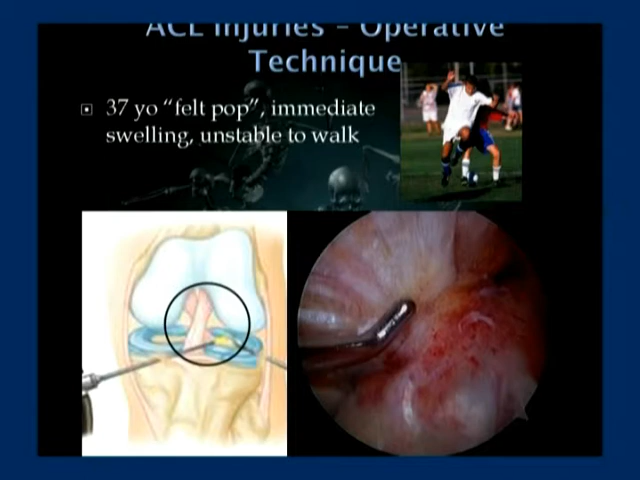 ACL Injuries – Operative
Technique
37 yo “felt pop”, immediate
swelling, unstable to walk